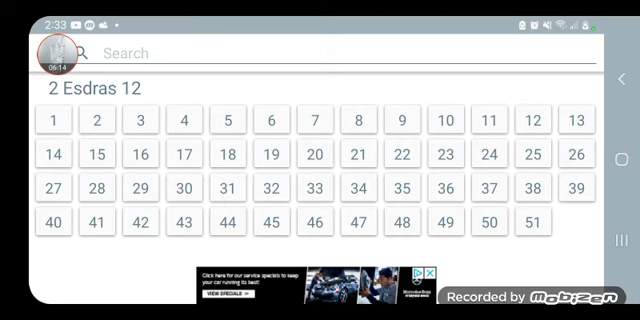 2:33
06:14
Search
2 Esdras 12
1 2 3 4 5 6 7 8 9 10 11 12 13
14 15 16 17 18 19 20 21 22 23 24 25 26
27 28 29 30 31 32 33 34 35 36 37 38 39
40 41 42 43 44 45 46 47 48 49 50 51
Click here for our service specials to keep
your car running its best!
VIEW SPECIALS
Recorded by Mobizen